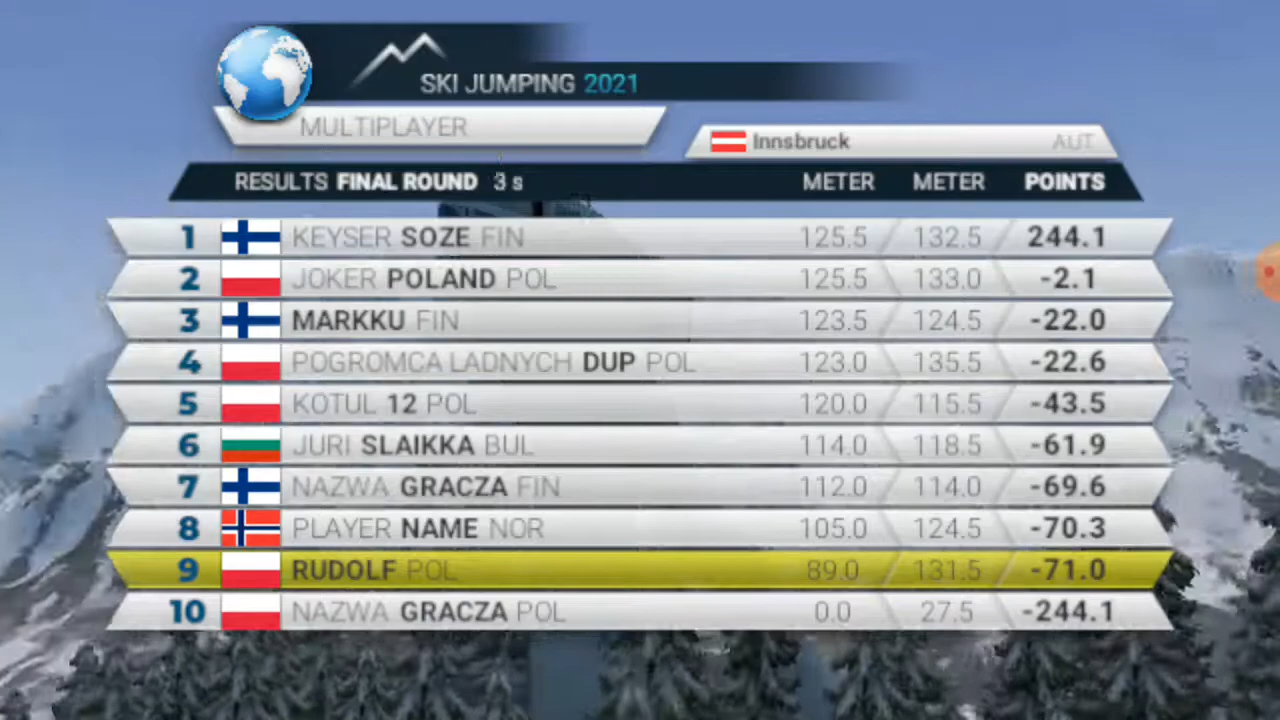 SKI JUMPING 2021
MULTIPLAYER
Innsbruck AUT
RESULTS FINAL ROUND 3 s METER METER POINTS
1 KEYSER SOZE FIN 125.5 132.5 244.1
2 JOKER POLAND POL 125.5 133.0 -2.1
3 MARKKU FIN 123.5 124.5 -22.0
4 POGROMCA LADNYCH DUP POL 123.0 135.5 -22.6
5 KOTUL 12 POL 120.0 115.5 -43.5
6 JURI SLAIKKA BUL 114.0 118.5 -61.9
7 NAZWA GRACZA FIN 112.0 114.0 -69.6
8 PLAYER NAME NOR 105.0 124.5 -70.3
9 RUDOLF POL 89.0 131.5 -71.0
10 NAZWA GRACZA POL 0.0 27.5 -244.1